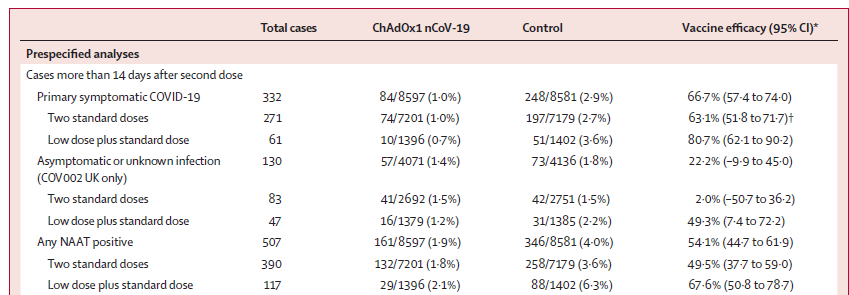 Total cases ChAdOx1 nCoV-19 Control Vaccine efficacy (95% CI)*
Prespecified analyses
Cases more than 14 days after second dose
Primary symptomatic COVID-19 332 84/8597 (1·0%) 248/8581 (2·9%) 66·7% (57·4 to 74·0)
Two standard doses 271 74/7201 (1·0%) 197/7179 (2·7%) 63·1% (51·8 to 71·7)†
Low dose plus standard dose 61 10/1396 (0·7%) 51/1402 (3·6%) 80·7% (62·1 to 90·2)
Asymptomatic or unknown infection 130 57/4071 (1·4%) 73/4136 (1·8%) 22·2% (–9·9 to 45·0)
(COV002 UK only)
Two standard doses 83 41/2692 (1·5%) 42/2751 (1·5%) 2·0% (–50·7 to 36·2)
Low dose plus standard dose 47 16/1379 (1·2%) 31/1385 (2·2%) 49·3% (7·4 to 72·2)
Any NAAT positive 507 161/8597 (1·9%) 346/8581 (4·0%) 54·1% (44·7 to 61·9)
Two standard doses 390 132/7201 (1·8%) 258/7179 (3·6%) 49·5% (37·7 to 59·0)
Low dose plus standard dose 117 29/1396 (2·1%) 88/1402 (6·3%) 67·6% (50·8 to 78·7)